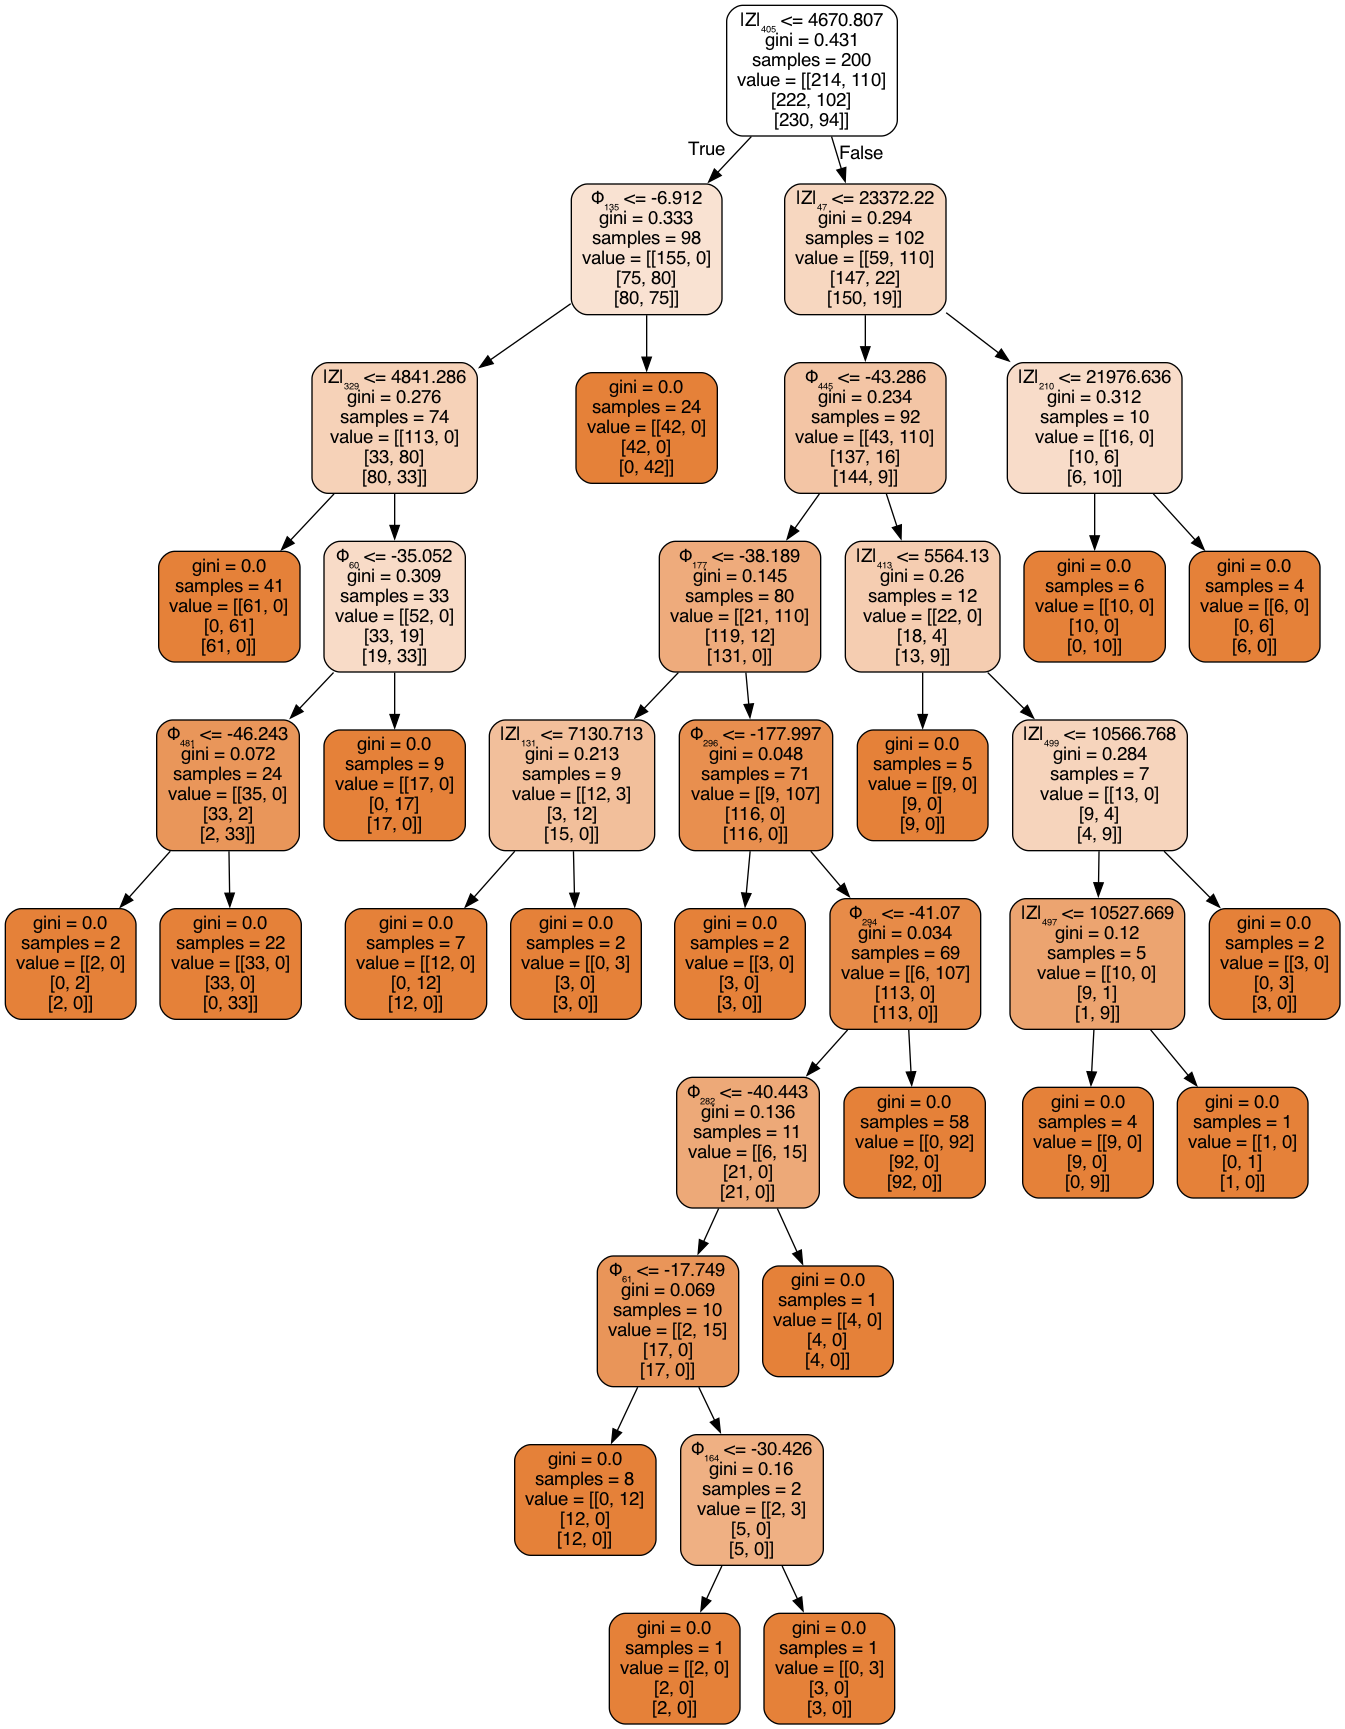 |Z|₄₀₅ <= 4670.807
gini = 0.431
samples = 200
value = [[214, 110]
[222, 102]
[230, 94]]
True
False
Φ₁₃₅ <= -6.912
gini = 0.333
samples = 98
value = [[155, 0]
[75, 80]
[80, 75]]
|Z|₄₇ <= 23372.22
gini = 0.294
samples = 102
value = [[59, 110]
[147, 22]
[150, 19]]
|Z|₃₂₉ <= 4841.286
gini = 0.276
samples = 74
value = [[113, 0]
[33, 80]
[80, 33]]
gini = 0.0
samples = 24
value = [[42, 0]
[42, 0]
[0, 42]]
Φ₄₄₅ <= -43.286
gini = 0.234
samples = 92
value = [[43, 110]
[137, 16]
[144, 9]]
|Z|₂₁₀ <= 21976.636
gini = 0.312
samples = 10
value = [[16, 0]
[10, 6]
[6, 10]]
gini = 0.0
samples = 41
value = [[61, 0]
[0, 61]
[61, 0]]
Φ₆₀ <= -35.052
gini = 0.309
samples = 33
value = [[52, 0]
[33, 19]
[19, 33]]
Φ₁₇₇ <= -38.189
gini = 0.145
samples = 80
value = [[21, 110]
[119, 12]
[131, 0]]
|Z|₄₁₃ <= 5564.13
gini = 0.26
samples = 12
value = [[22, 0]
[18, 4]
[13, 9]]
gini = 0.0
samples = 6
value = [[10, 0]
[10, 0]
[0, 10]]
gini = 0.0
samples = 4
value = [[6, 0]
[0, 6]
[6, 0]]
Φ₄₈₁ <= -46.243
gini = 0.072
samples = 24
value = [[35, 0]
[33, 2]
[2, 33]]
gini = 0.0
samples = 9
value = [[17, 0]
[0, 17]
[17, 0]]
|Z|₁₃₁ <= 7130.713
gini = 0.213
samples = 9
value = [[12, 3]
[3, 12]
[15, 0]]
Φ₂₉₆ <= -177.997
gini = 0.048
samples = 71
value = [[9, 107]
[116, 0]
[116, 0]]
gini = 0.0
samples = 5
value = [[9, 0]
[9, 0]
[9, 0]]
|Z|₄₉₉ <= 10566.768
gini = 0.284
samples = 7
value = [[13, 0]
[9, 4]
[4, 9]]
gini = 0.0
samples = 2
value = [[2, 0]
[0, 2]
[2, 0]]
gini = 0.0
samples = 22
value = [[33, 0]
[33, 0]
[0, 33]]
gini = 0.0
samples = 7
value = [[12, 0]
[0, 12]
[12, 0]]
gini = 0.0
samples = 2
value = [[0, 3]
[3, 0]
[3, 0]]
gini = 0.0
samples = 2
value = [[3, 0]
[3, 0]
[3, 0]]
Φ₂₉₄ <= -41.07
gini = 0.034
samples = 69
value = [[6, 107]
[113, 0]
[113, 0]]
|Z|₄₉₇ <= 10527.669
gini = 0.12
samples = 5
value = [[10, 0]
[9, 1]
[1, 9]]
gini = 0.0
samples = 2
value = [[3, 0]
[0, 3]
[3, 0]]
Φ₂₈₂ <= -40.443
gini = 0.136
samples = 11
value = [[6, 15]
[21, 0]
[21, 0]]
gini = 0.0
samples = 58
value = [[0, 92]
[92, 0]
[92, 0]]
gini = 0.0
samples = 4
value = [[9, 0]
[9, 0]
[0, 9]]
gini = 0.0
samples = 1
value = [[1, 0]
[0, 1]
[1, 0]]
Φ₆₁ <= -17.749
gini = 0.069
samples = 10
value = [[2, 15]
[17, 0]
[17, 0]]
gini = 0.0
samples = 1
value = [[4, 0]
[4, 0]
[4, 0]]
gini = 0.0
samples = 8
value = [[0, 12]
[12, 0]
[12, 0]]
Φ₁₆₄ <= -30.426
gini = 0.16
samples = 2
value = [[2, 3]
[5, 0]
[5, 0]]
gini = 0.0
samples = 1
value = [[2, 0]
[2, 0]
[2, 0]]
gini = 0.0
samples = 1
value = [[0, 3]
[3, 0]
[3, 0]]